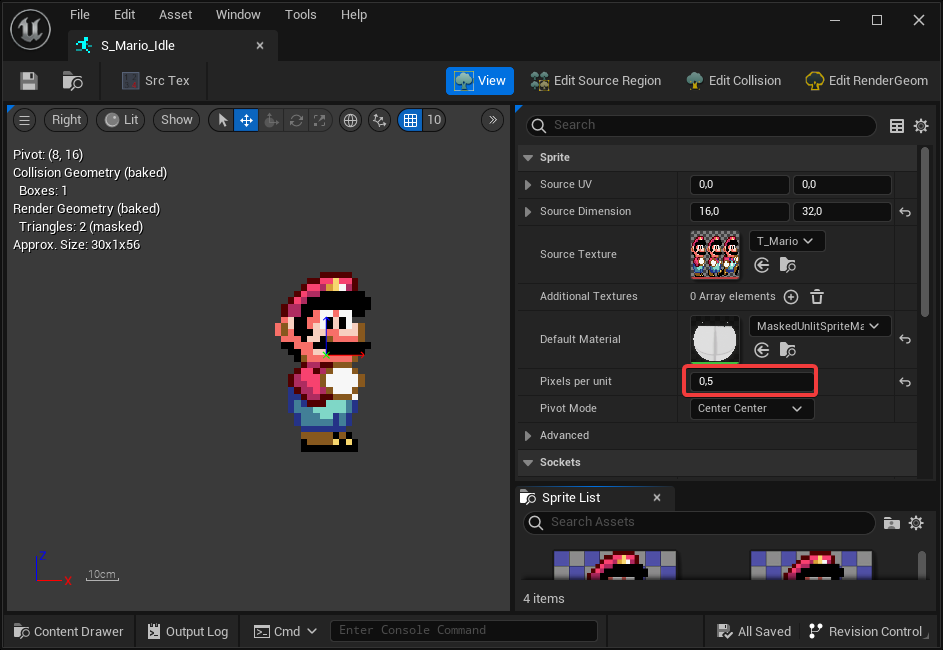 File Edit Asset Window Tools Help
S_Mario_Idle
Src Tex
View
Edit Source Region
Edit Collision
Edit RenderGeom
Right
Lit
Show
10
Pivot: (8, 16)
Collision Geometry (baked)
Boxes: 1
Render Geometry (baked)
Triangles: 2 (masked)
Approx. Size: 30x1x56
Z
X
10cm
Search
Sprite
Source UV 0,0 0,0
Source Dimension 16,0 32,0
Source Texture T_Mario
Additional Textures 0 Array elements
Default Material MaskedUnlitSpriteMa
Pixels per unit 0,5
Pivot Mode Center Center
Advanced
Sockets
Sprite List
Search Assets
4 items
Content Drawer
Output Log
Cmd
Enter Console Command
All Saved
Revision Control